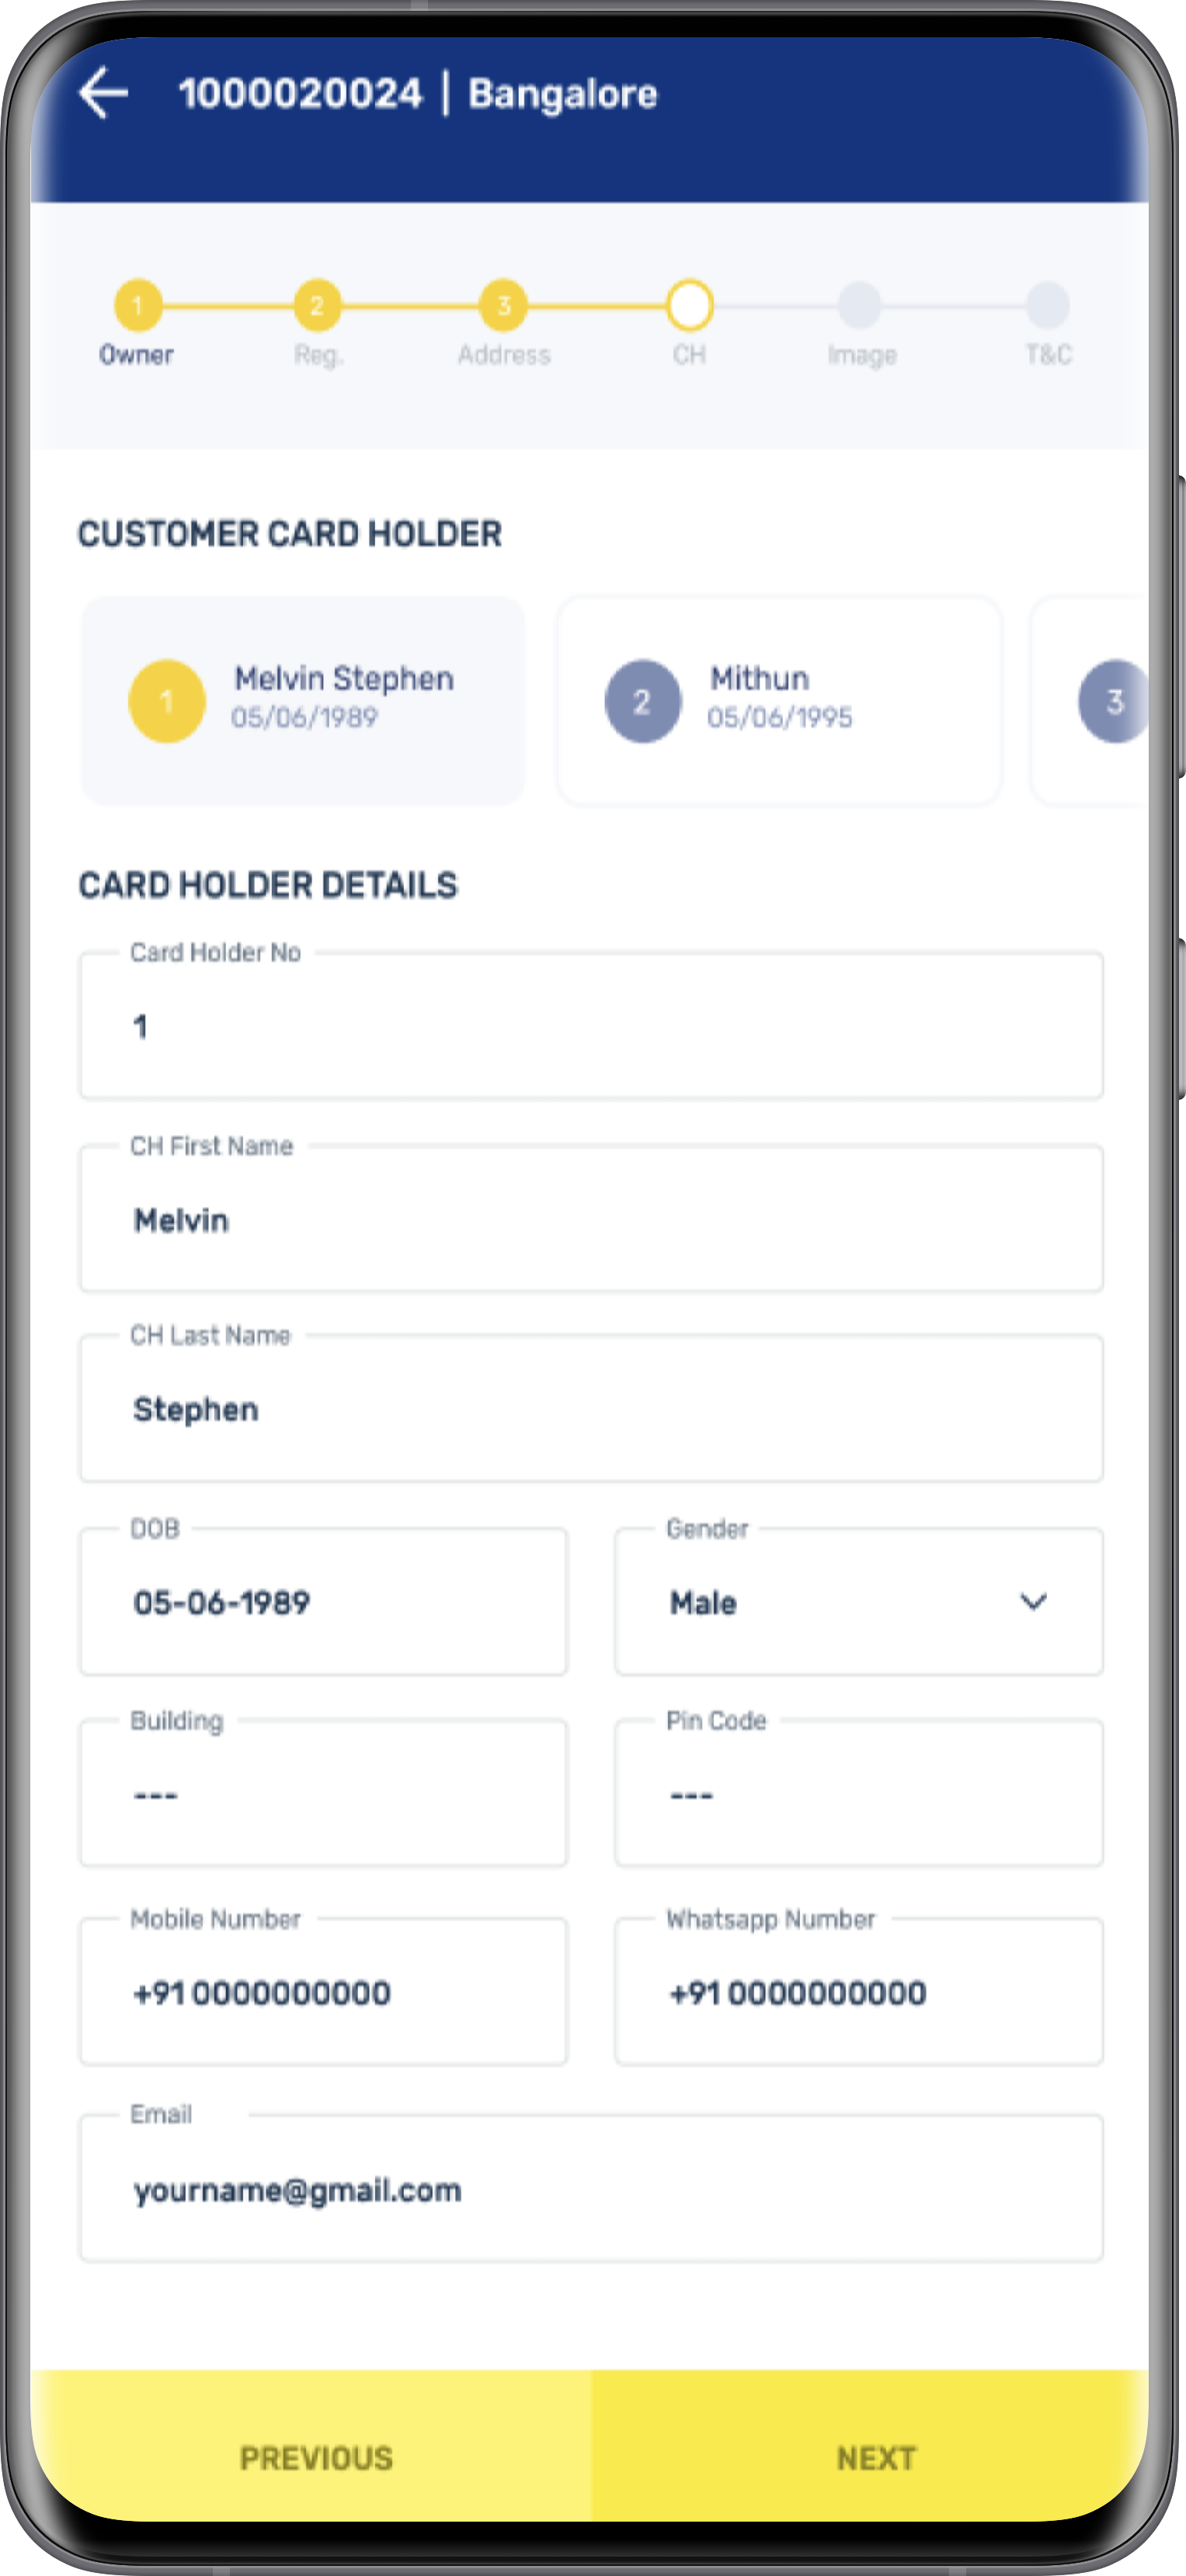 1000020024 | Bangalore
1 2 3
Owner Reg. Address CH Image T&C
CUSTOMER CARD HOLDER
1 Melvin Stephen
05/06/1989
2 Mithun
05/06/1995
3
CARD HOLDER DETAILS
Card Holder No
1
CH First Name
Melvin
CH Last Name
Stephen
DOB
05-06-1989
Gender
Male
Building
---
Pin Code
---
Mobile Number
+91 0000000000
Whatsapp Number
+91 0000000000
Email
yourname@gmail.com
PREVIOUS NEXT